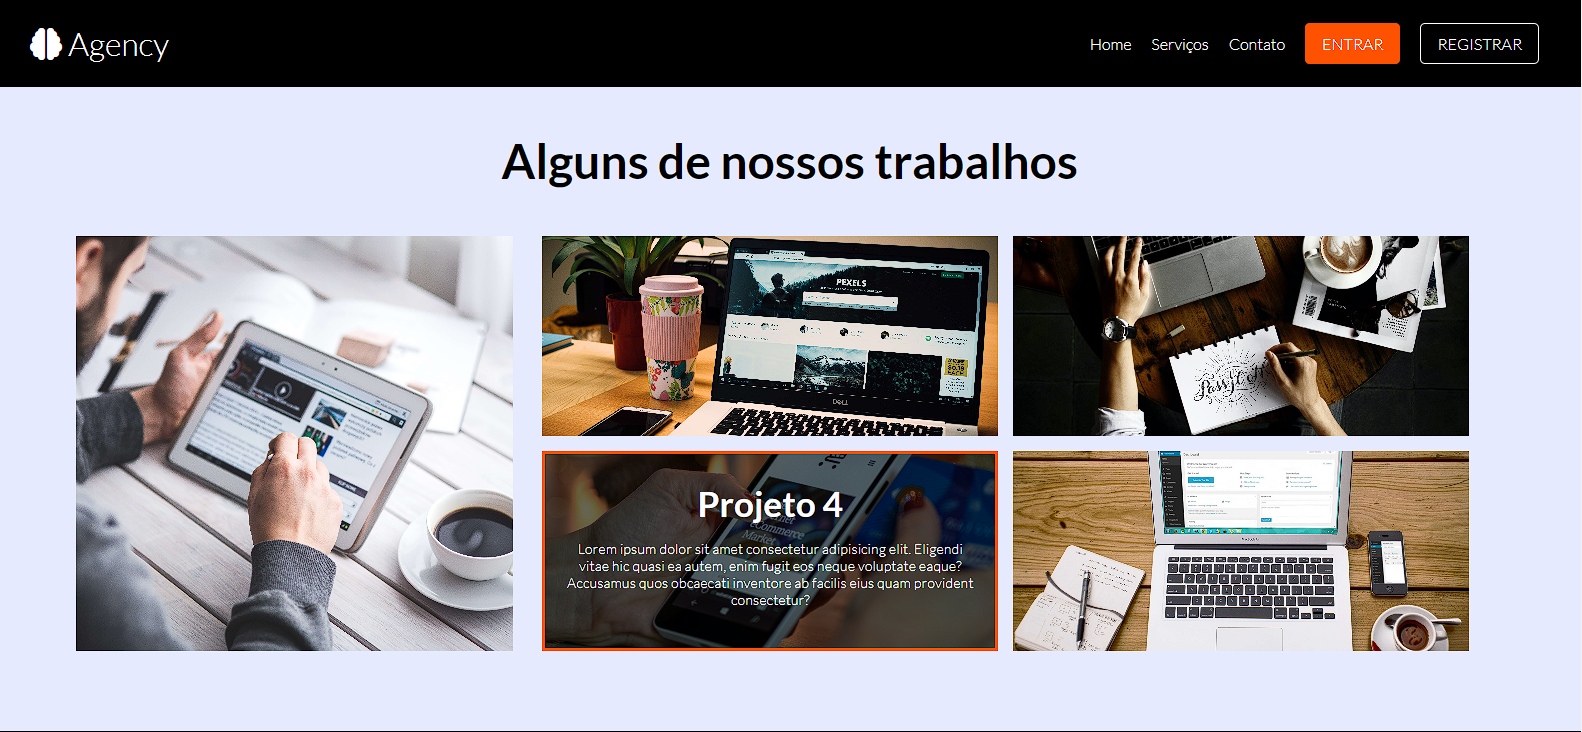 Agency
Home Serviços Contato ENTRAR REGISTRAR
Alguns de nossos trabalhos
PEXELS
DELL
Projeto 4
Lorem ipsum dolor sit amet consectetur adipisicing elit. Eligendi
vitae hic quasi ea autem, enim fugit eos neque voluptate eaque?
Accusamus quos obcaecati inventore ab facilis eius quam provident
consectetur?